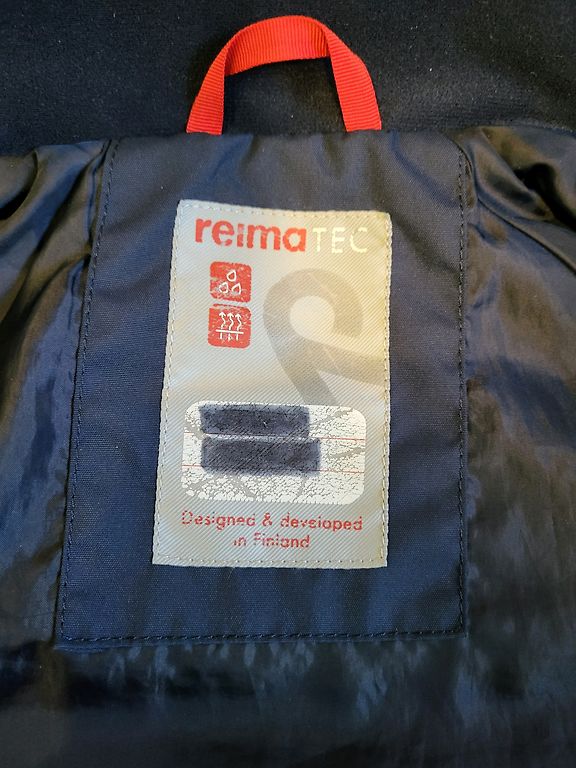 reimaTEC
Designed & developed
in Finland